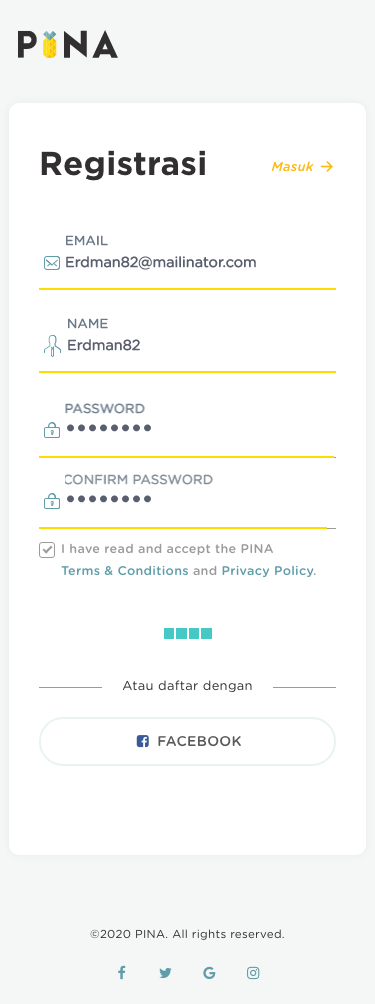 PINA
Registrasi
Masuk →
EMAIL
Erdman82@mailinator.com
NAME
Erdman82
PASSWORD
••••••••
CONFIRM PASSWORD
••••••••
I have read and accept the PINA
Terms & Conditions and Privacy Policy.
Atau daftar dengan
FACEBOOK
©2020 PINA. All rights reserved.